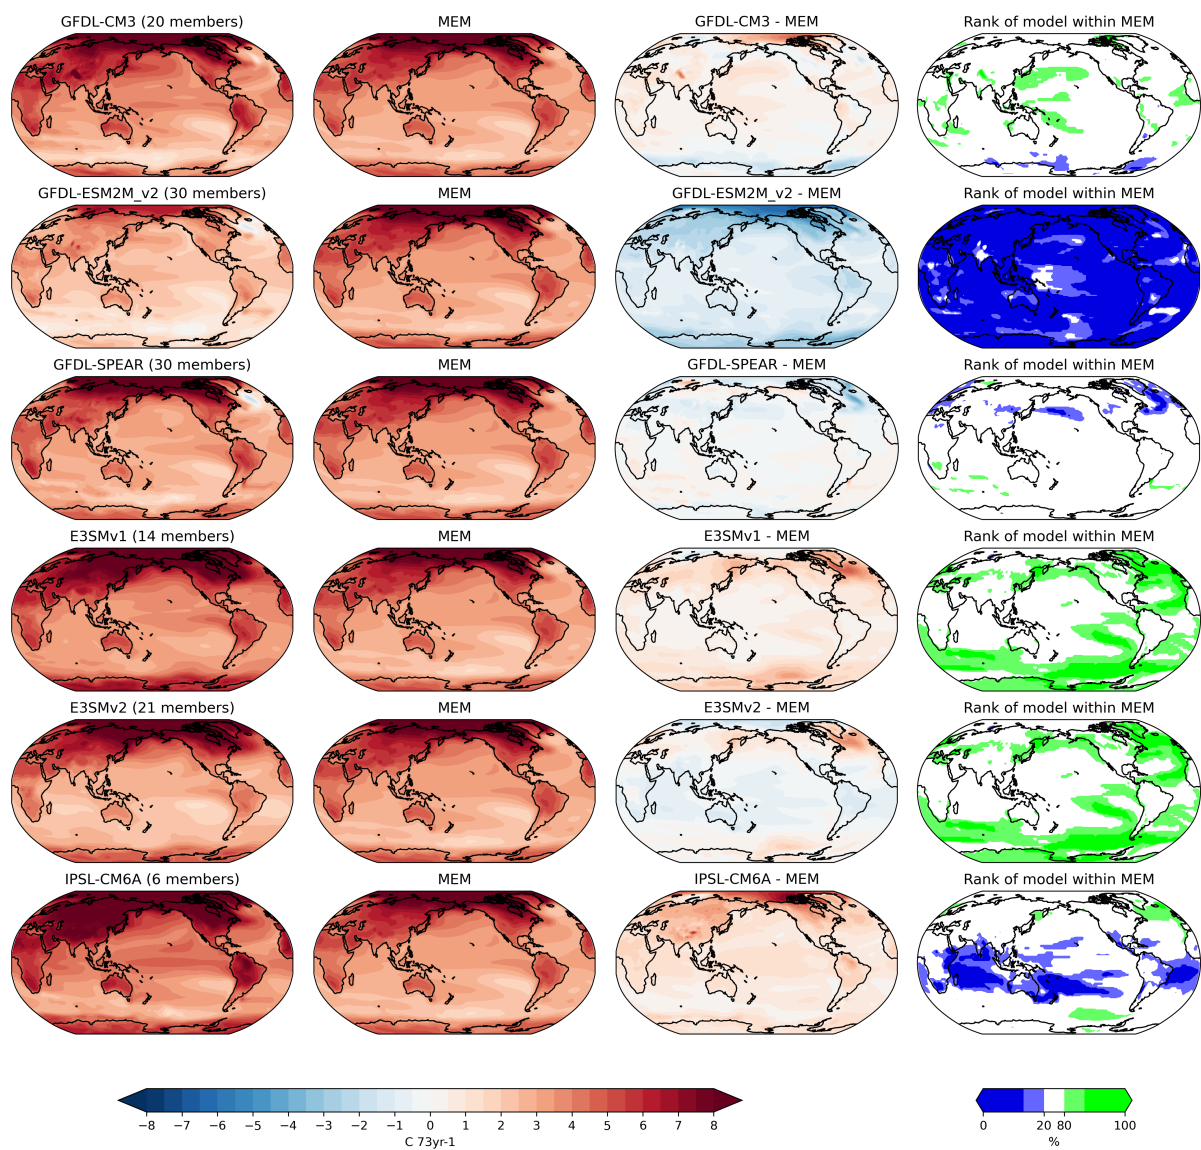 GFDL-CM3 (20 members) MEM GFDL-CM3 - MEM Rank of model within MEM
GFDL-ESM2M_v2 (30 members) MEM GFDL-ESM2M_v2 - MEM Rank of model within MEM
GFDL-SPEAR (30 members) MEM GFDL-SPEAR - MEM Rank of model within MEM
E3SMv1 (14 members) MEM E3SMv1 - MEM Rank of model within MEM
E3SMv2 (21 members) MEM E3SMv2 - MEM Rank of model within MEM
IPSL-CM6A (6 members) MEM IPSL-CM6A - MEM Rank of model within MEM
−8 −7 −6 −5 −4 −3 −2 −1 0 1 2 3 4 5 6 7 8 0 20 80 100
C 73yr-1 %